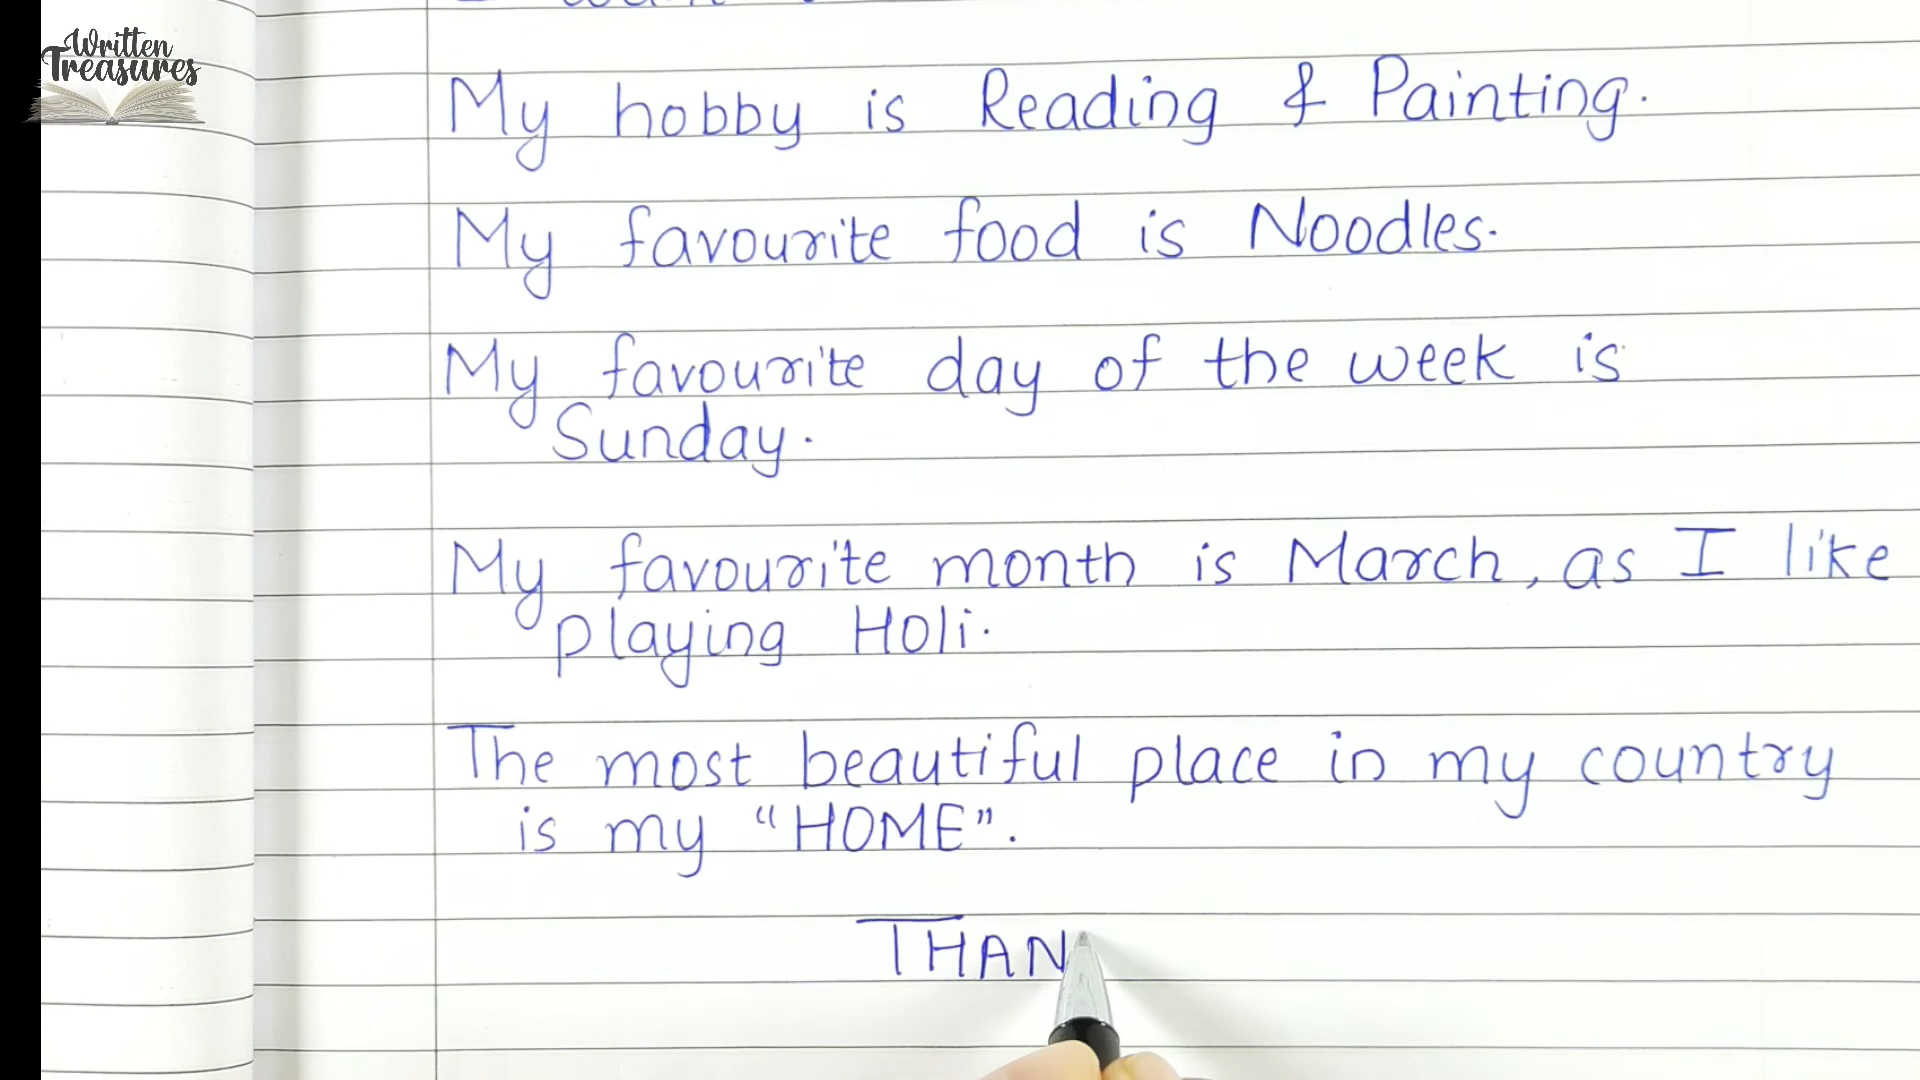 Written
Treasures
My hobby is Reading & Painting.
My favourite food is Noodles.
My favourite day of the week is
Sunday.
My favourite month is March, as I like
playing Holi.
The most beautiful place in my country
is my "HOME".
THAN